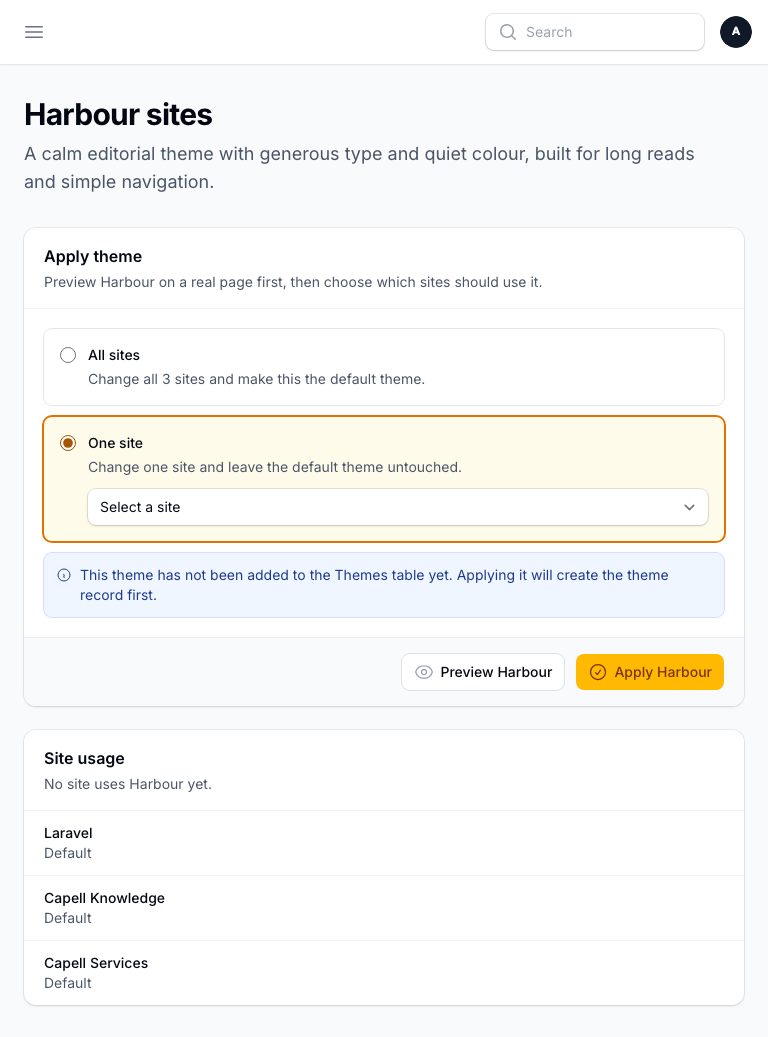 Search
A
Harbour sites
A calm editorial theme with generous type and quiet colour, built for long reads
and simple navigation.
Apply theme
Preview Harbour on a real page first, then choose which sites should use it.
All sites
Change all 3 sites and make this the default theme.
One site
Change one site and leave the default theme untouched.
Select a site
This theme has not been added to the Themes table yet. Applying it will create the theme
record first.
Preview Harbour
Apply Harbour
Site usage
No site uses Harbour yet.
Laravel
Default
Capell Knowledge
Default
Capell Services
Default